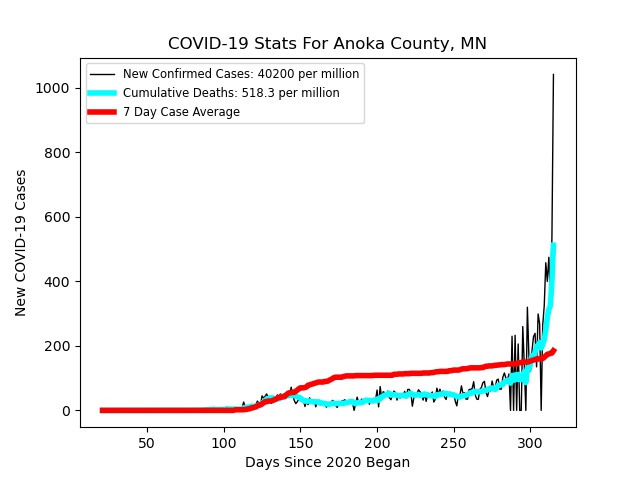 COVID-19 Stats For Anoka County, MN
New Confirmed Cases: 40200 per million
Cumulative Deaths: 518.3 per million
7 Day Case Average
New COVID-19 Cases
1000
800
600
400
200
0
50 100 150 200 250 300
Days Since 2020 Began